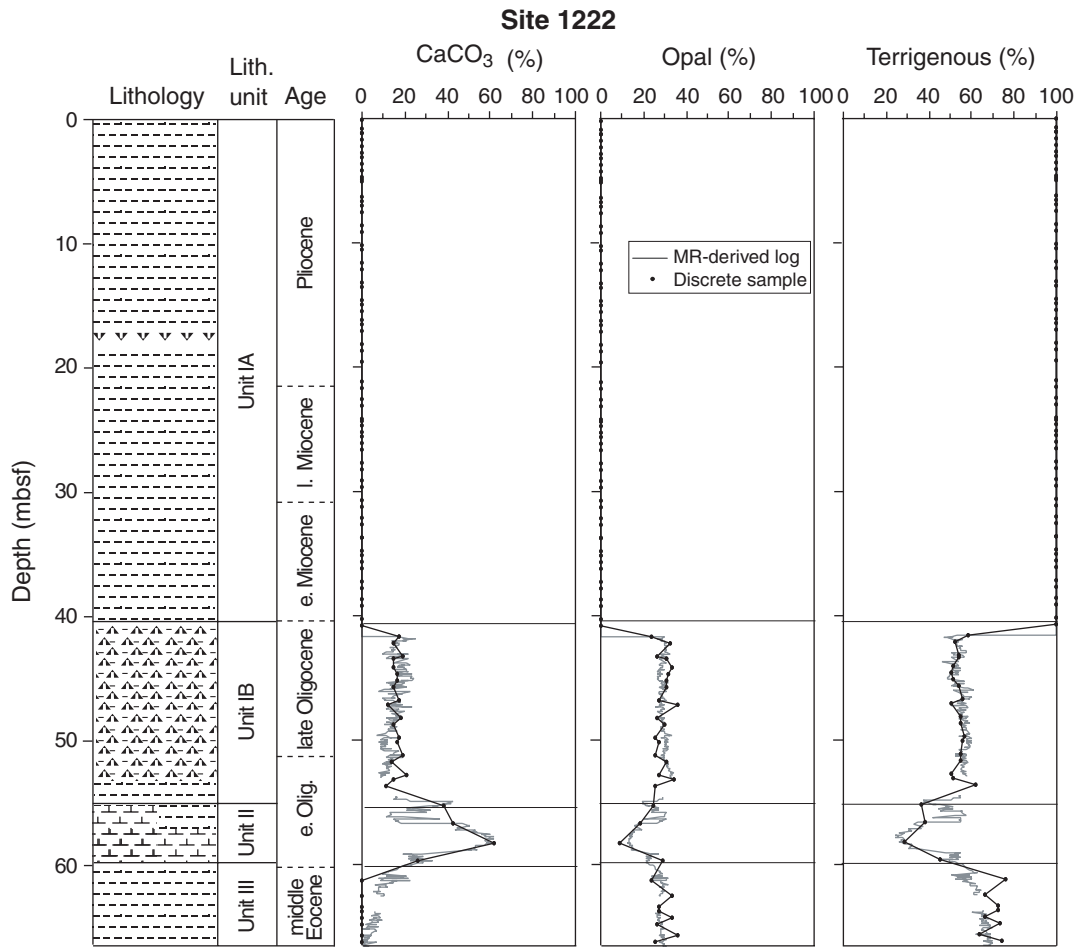 Site 1222
CaCO3 (%)
Opal (%)
Terrigenous (%)
Lithology
Lith.
unit
Age
0 20 40 60 80 100
0 20 40 60 80 100
0 20 40 60 80 100
Depth (mbsf)
0
10
20
30
40
50
60
Unit IA
Unit IB
Unit II
Unit III
Pliocene
l. Miocene
e. Miocene
late Oligocene
e. Olig.
middle
Eocene
MR-derived log
Discrete sample